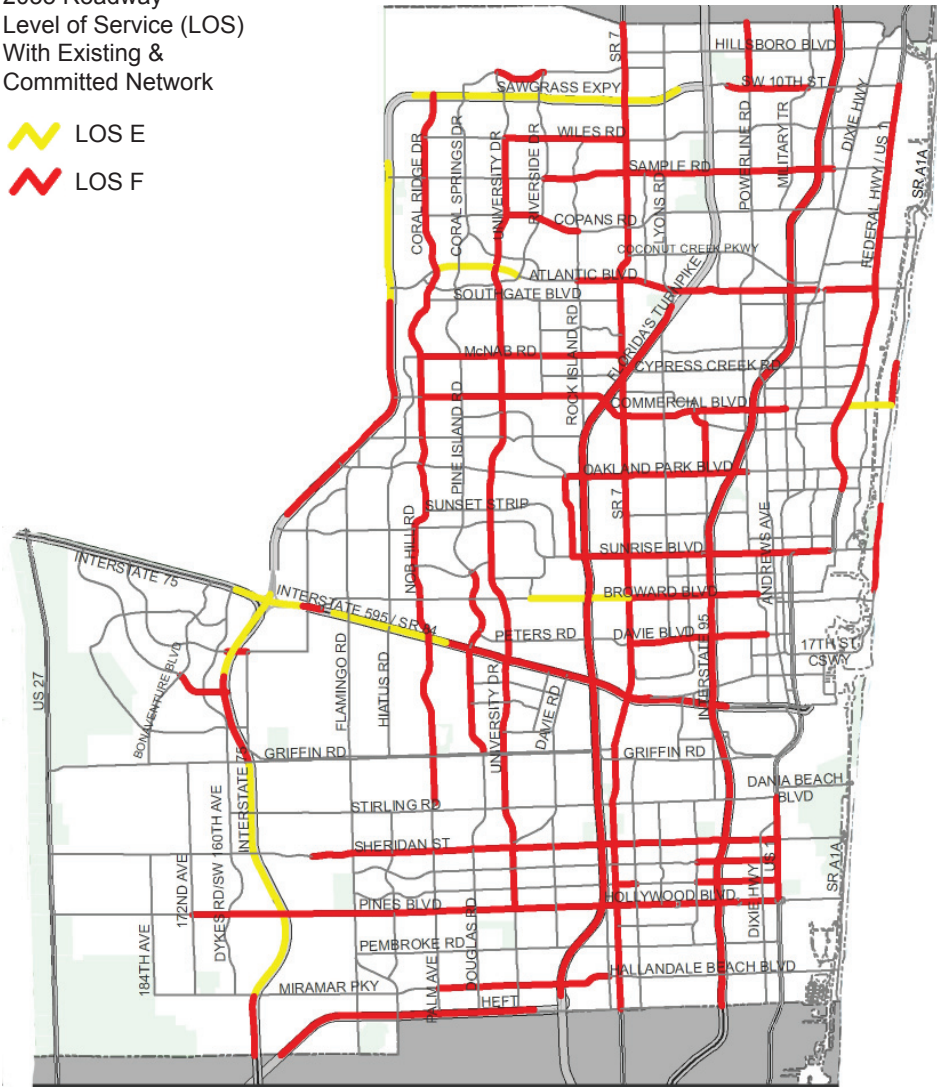 Level of Service (LOS)
With Existing &
Committed Network
LOS E
LOS F
SR 7
HILLSBORO BLVD
SAWGRASS EXPY
SW 10TH ST
WILES RD
SAMPLE RD
CORAL RIDGE DR
CORAL SPRINGS DR
UNIVERSITY DR
RIVERSIDE DR
LYONS RD
POWERLINE RD
MILITARY TR
DIXIE HWY
FEDERAL HWY / US 1
SR A1A
COPANS RD
COCONUT CREEK PKWY
ATLANTIC BLVD
SOUTHGATE BLVD
FLORIDA'S TURNPIKE
McNAB RD
ROCK ISLAND RD
CYPRESS CREEK RD
COMMERCIAL BLVD
PINE ISLAND RD
OAKLAND PARK BLVD
SUNSET STRIP
SR 7
NOB HILL RD
SUNRISE BLVD
ANDREWS AVE
INTERSTATE 75
INTERSTATE 595 / SR 84
BROWARD BLVD
PETERS RD
DAVIE BLVD
INTERSTATE 95
17TH ST
CSWY
US 27
BONAVENTURE BLVD
FLAMINGO RD
HIATUS RD
UNIVERSITY DR
DAVIE RD
GRIFFIN RD
GRIFFIN RD
INTERSTATE 75
DANIA BEACH
BLVD
STIRLING RD
DYKES RD/SW 160TH AVE
SHERIDAN ST
172ND AVE
US 1
SR A1A
PINES BLVD
HOLLYWOOD BLVD
DIXIE HWY
184TH AVE
PEMBROKE RD
DOUGLAS RD
PALM AVE
HALLANDALE BEACH BLVD
MIRAMAR PKY
HEFT